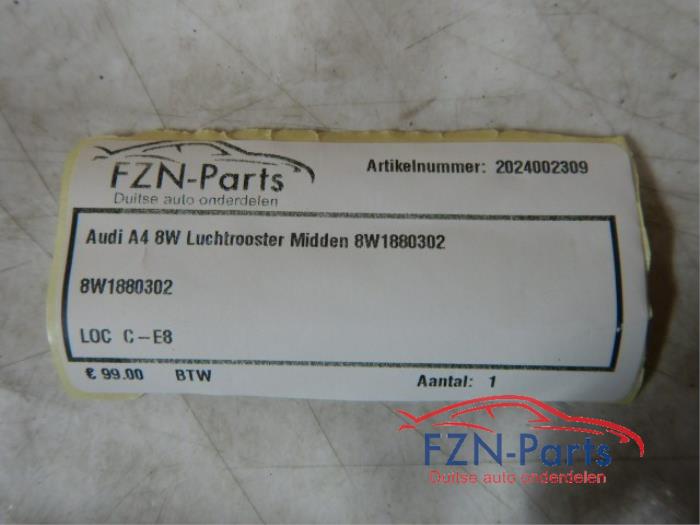 FZN-Parts
Duitse auto onderdelen
Artikelnummer: 2024002309
Audi A4 8W Luchtrooster Midden 8W1880302
8W1880302
LOC C-E8
€ 99.00 BTW
Aantal: 1
FZN-Parts
Duitse auto onderdelen